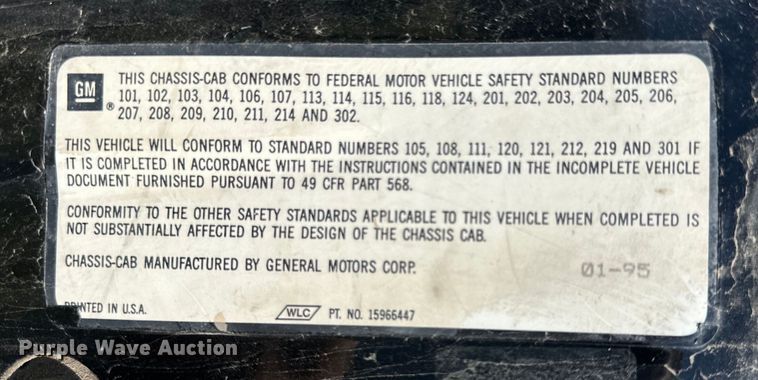 GM
®
THIS CHASSIS-CAB CONFORMS TO FEDERAL MOTOR VEHICLE SAFETY STANDARD NUMBERS
101, 102, 103, 104, 106, 107, 113, 114, 115, 116, 118, 124, 201, 202, 203, 204, 205, 206,
207, 208, 209, 210, 211, 214 AND 302.
THIS VEHICLE WILL CONFORM TO STANDARD NUMBERS 105, 108, 111, 120, 121, 212, 219 AND 301 IF
IT IS COMPLETED IN ACCORDANCE WITH THE INSTRUCTIONS CONTAINED IN THE INCOMPLETE VEHICLE
DOCUMENT FURNISHED PURSUANT TO 49 CFR PART 568.
CONFORMITY TO THE OTHER SAFETY STANDARDS APPLICABLE TO THIS VEHICLE WHEN COMPLETED IS
NOT SUBSTANTIALLY AFFECTED BY THE DESIGN OF THE CHASSIS CAB.
CHASSIS-CAB MANUFACTURED BY GENERAL MOTORS CORP. 01-95
PRINTED IN U.S.A. WLC PT. NO. 15966447
Purple Wave Auction